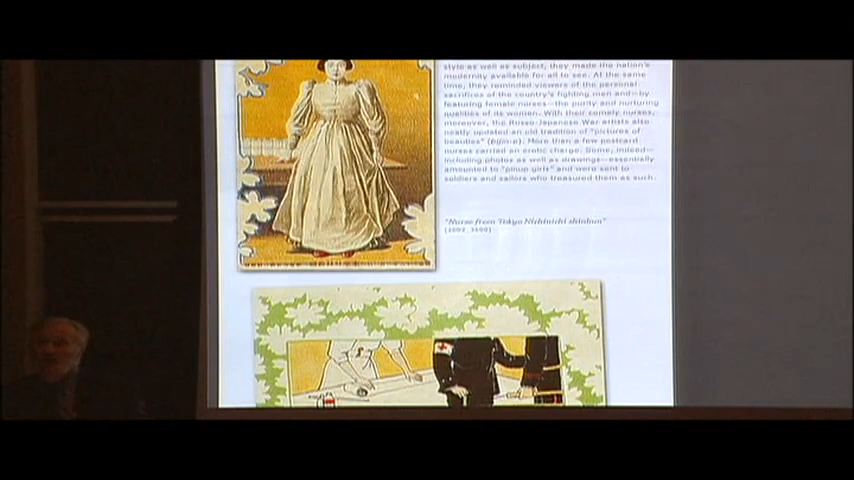 style as well as subject, they made the nation's
modernity available for all to see. At the same
time, they reminded viewers of the personal
sacrifices of the country's fighting men and—by
featuring female nurses—the purity and nurturing
qualities of its women. With their comely nurses,
moreover, the Russo-Japanese War artists also
neatly updated an old tradition of "pictures of
beauties" (bijin-e). More than a few postcard
nurses carried an erotic charge. Some, indeed—
including photos as well as drawings—essentially
amounted to "pinup girls" and were sent to
soldiers and sailors who treasured them as such.
"Nurse from Tokyo Nichinichi shinbun"